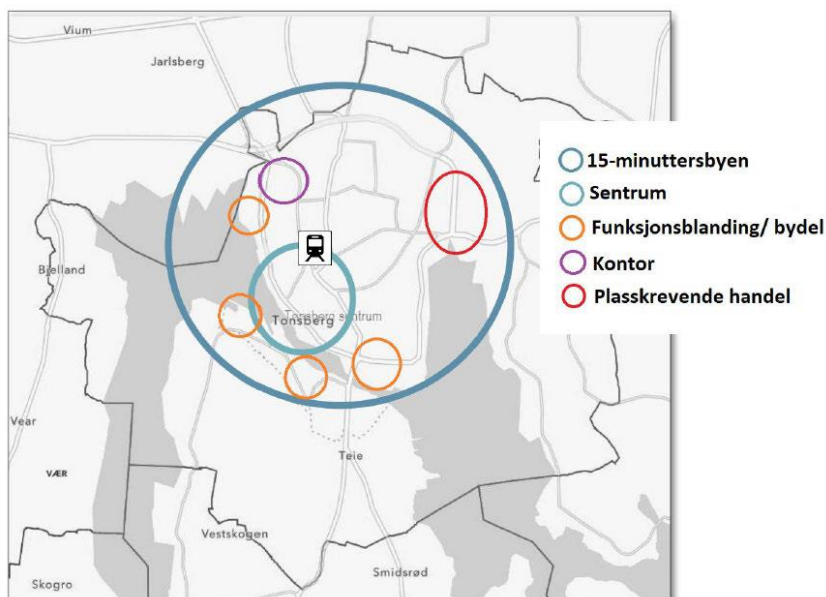 Vium
Jarlsberg
15-minuttersbyen
Sentrum
Funksjonsblanding/ bydel
Kontor
Plasskrevende handel
Bjelland
Tønsberg sentrum
Tønsberg
Vear
Teie
VÆR
Vestskogen
Skogro
Smidsrød